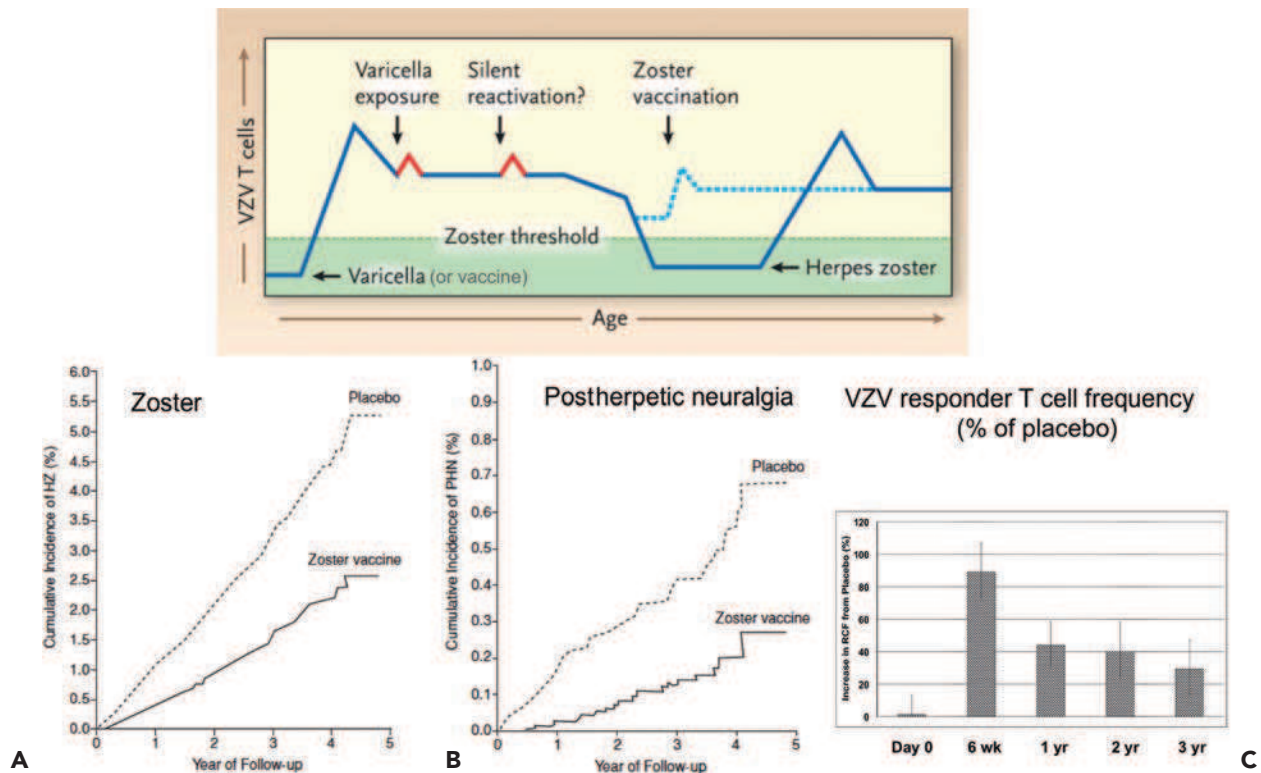 Varicella
exposure
Silent
reactivation?
Zoster
vaccination
VZV T cells
Zoster threshold
Varicella (or vaccine)
Herpes zoster
Age
Zoster
Placebo
Zoster vaccine
Cumulative Incidence of HZ (%)
6.0
5.5
5.0
4.5
4.0
3.5
3.0
2.5
2.0
1.5
1.0
0.5
0.0
0 1 2 3 4 5
Year of Follow-up
A
Postherpetic neuralgia
Placebo
Zoster vaccine
Cumulative Incidence of PHN (%)
1.0
0.9
0.8
0.7
0.6
0.5
0.4
0.3
0.2
0.1
0.0
0 1 2 3 4 5
Year of Follow-up
B
VZV responder T cell frequency
(% of placebo)
Increase in RCF from Placebo (%)
120
100
80
60
40
20
0
Day 0 6 wk 1 yr 2 yr 3 yr
C